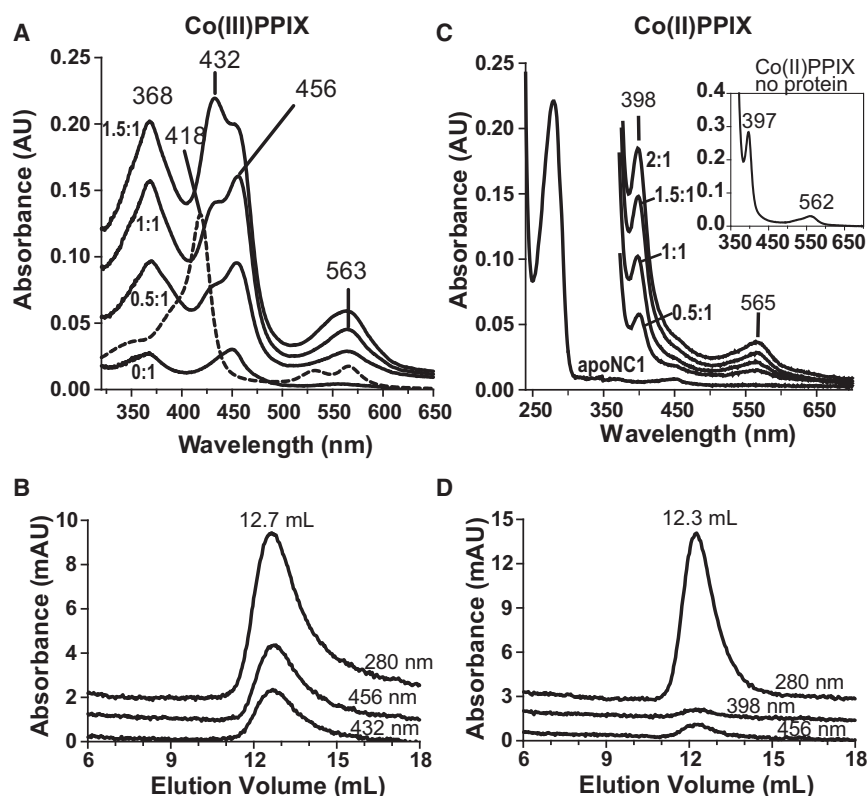 A
Co(III)PPIX
432
368
456
418
1.5:1
1:1
0.5:1
0:1
563
0.25
0.20
0.15
0.10
0.05
0.00
Absorbance (AU)
350 400 450 500 550 600 650
Wavelength (nm)
C
Co(II)PPIX
398
2:1
1.5:1
1:1
0.5:1
apoNC1
565
0.25
0.20
0.15
0.10
0.05
0.00
Absorbance (AU)
250 350 450 550 650
Wavelength (nm)
Co(II)PPIX
no protein
397
562
0.4
0.3
0.2
0.1
0.0
350 450 550 650
B
12.7 mL
280 nm
456 nm
432 nm
10
8
6
4
2
0
Absorbance (mAU)
6 9 12 15 18
Elution Volume (mL)
D
12.3 mL
280 nm
398 nm
456 nm
15
12
9
6
3
0
Absorbance (mAU)
6 9 12 15 18
Elution Volume (mL)